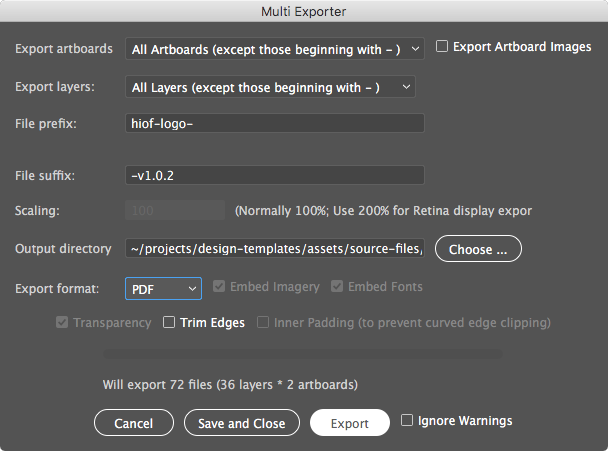 Multi Exporter
Export artboards All Artboards (except those beginning with - ) Export Artboard Images
Export layers: All Layers (except those beginning with - )
File prefix: hiof-logo-
File suffix: -v1.0.2
Scaling: 100 (Normally 100%; Use 200% for Retina display expor
Output directory ~/projects/design-templates/assets/source-files, Choose ...
Export format: PDF Embed Imagery Embed Fonts
Transparency Trim Edges Inner Padding (to prevent curved edge clipping)
Will export 72 files (36 layers * 2 artboards)
Cancel Save and Close Export Ignore Warnings